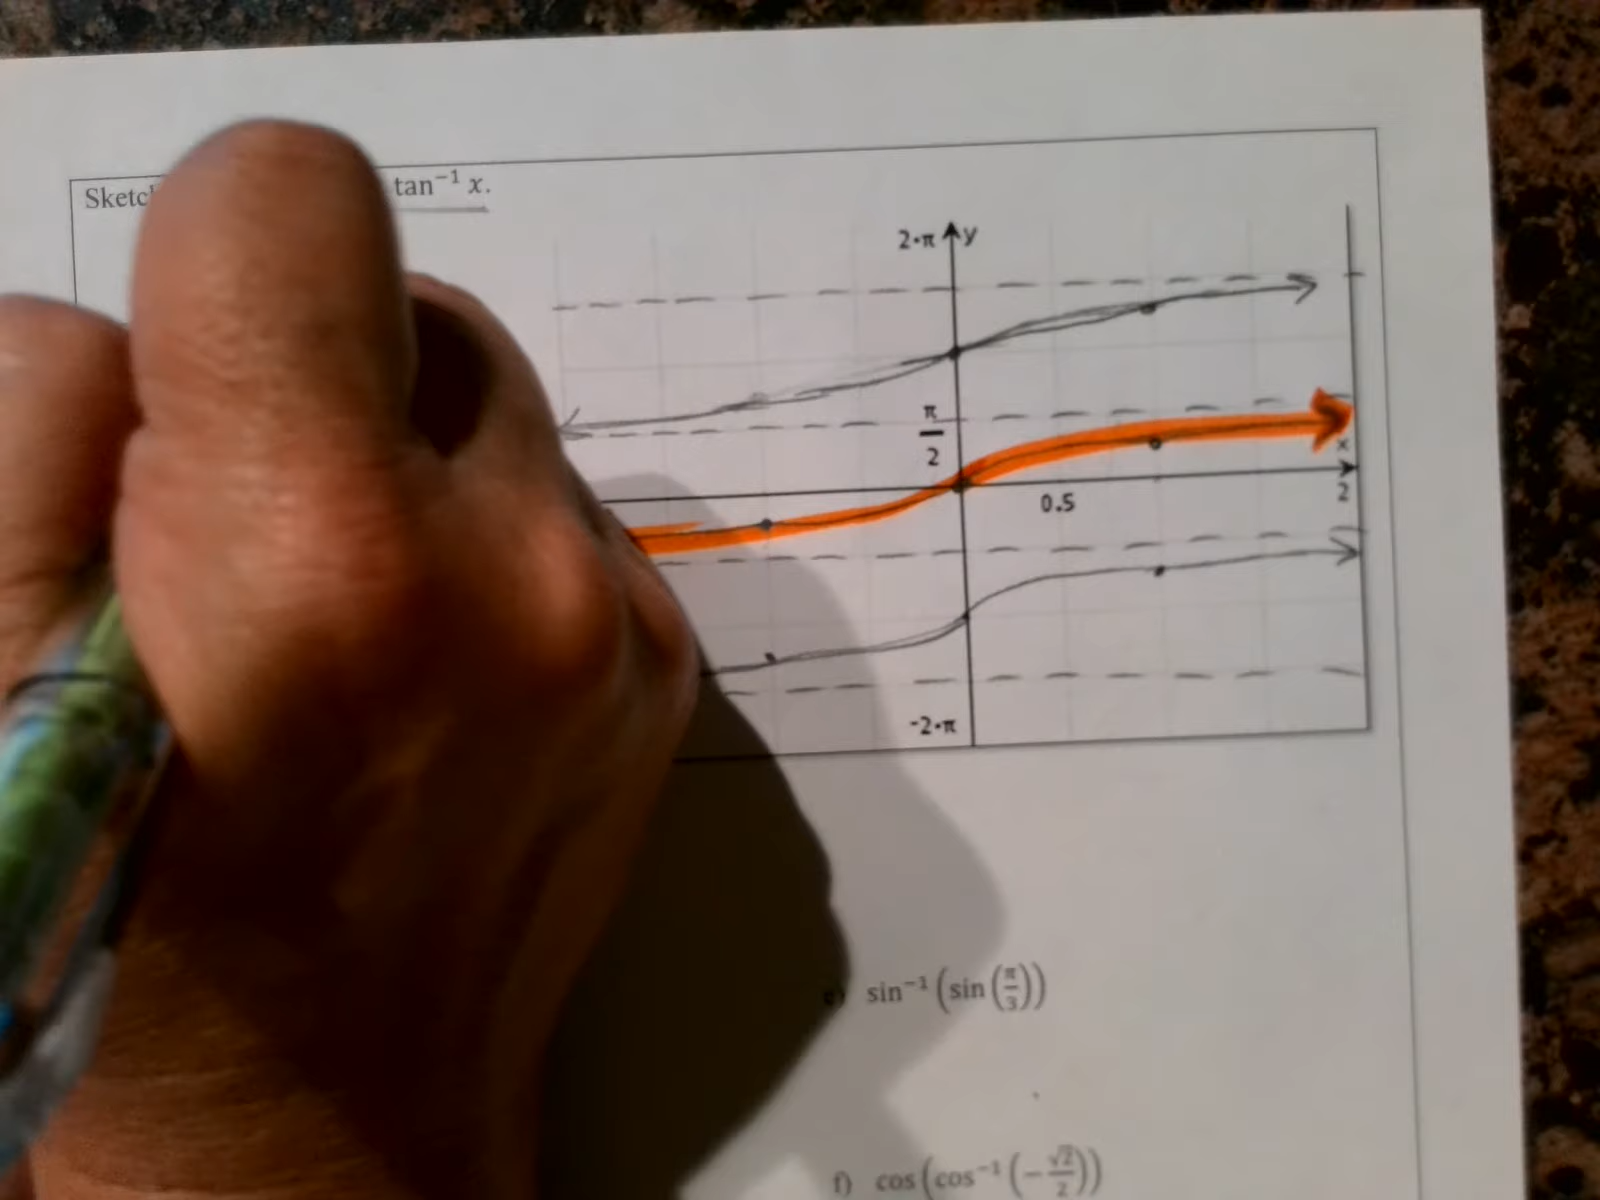 Sketch tan⁻¹ x.
2·π y
π/2
x
0.5 2
-2·π
e) sin⁻¹(sin(π/3))
f) cos(cos⁻¹(-√2/2))